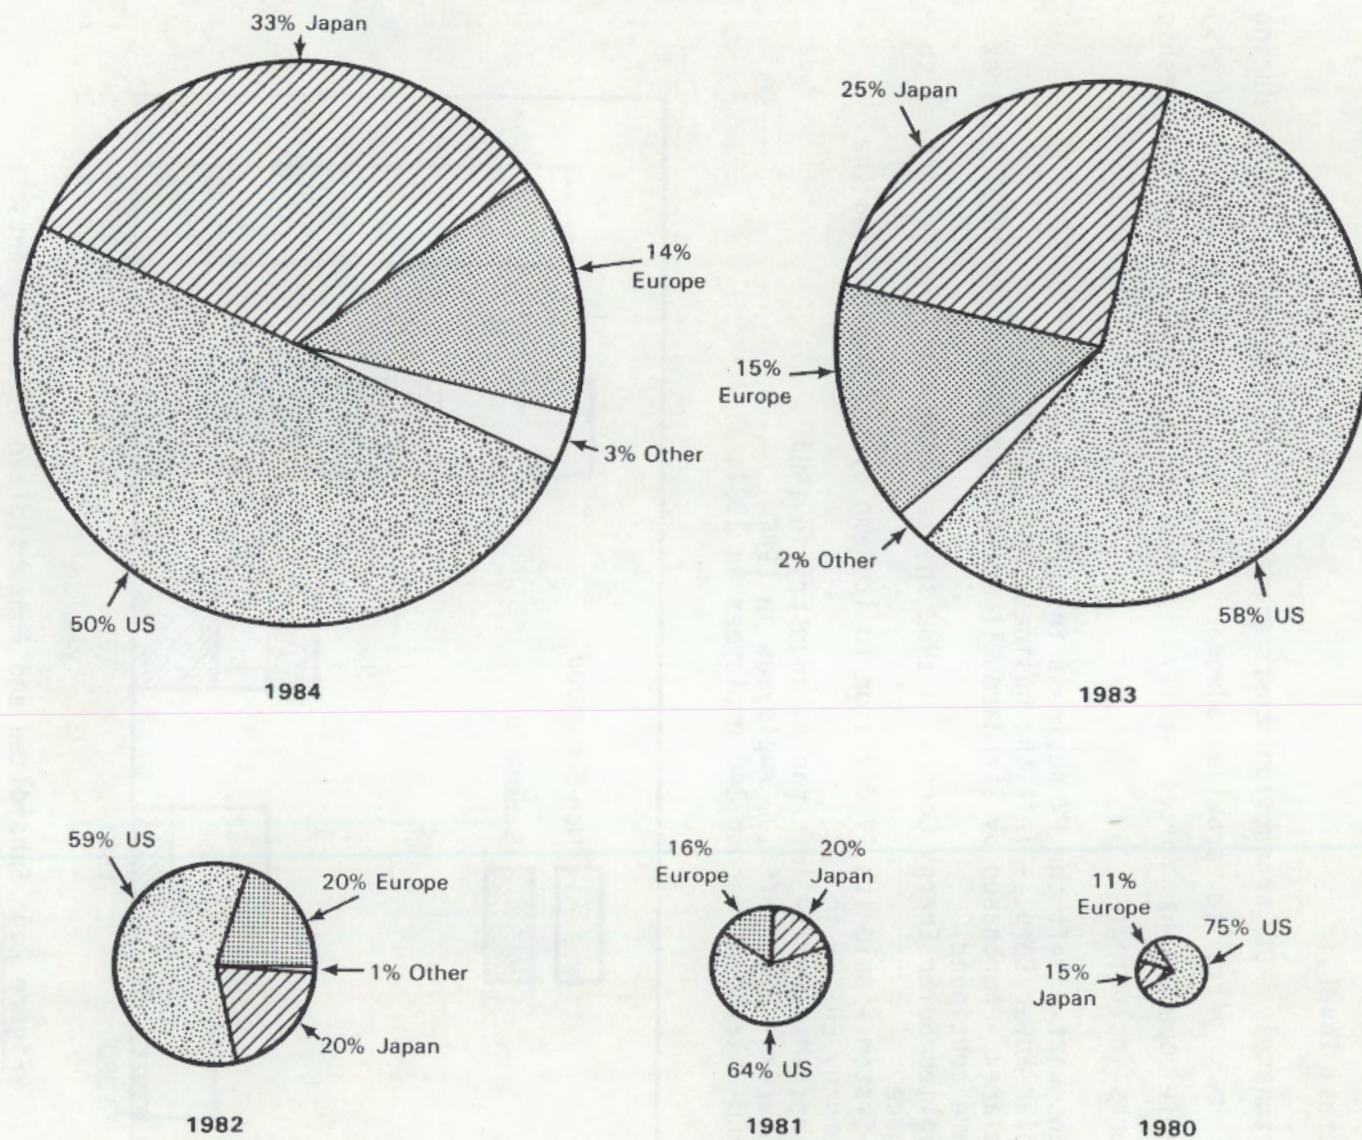 33% Japan
14%
Europe
3% Other
50% US
1984
25% Japan
15%
Europe
2% Other
58% US
1983
59% US
20% Europe
1% Other
20% Japan
1982
16%
Europe
20%
Japan
64% US
1981
11%
Europe
75% US
15%
Japan
1980